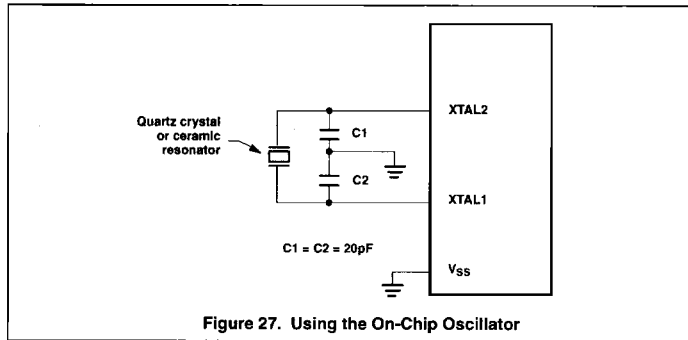 XTAL2
Quartz crystal
or ceramic
resonator
C1
C2
XTAL1
C1 = C2 = 20pF
VSS
Figure 27. Using the On-Chip Oscillator